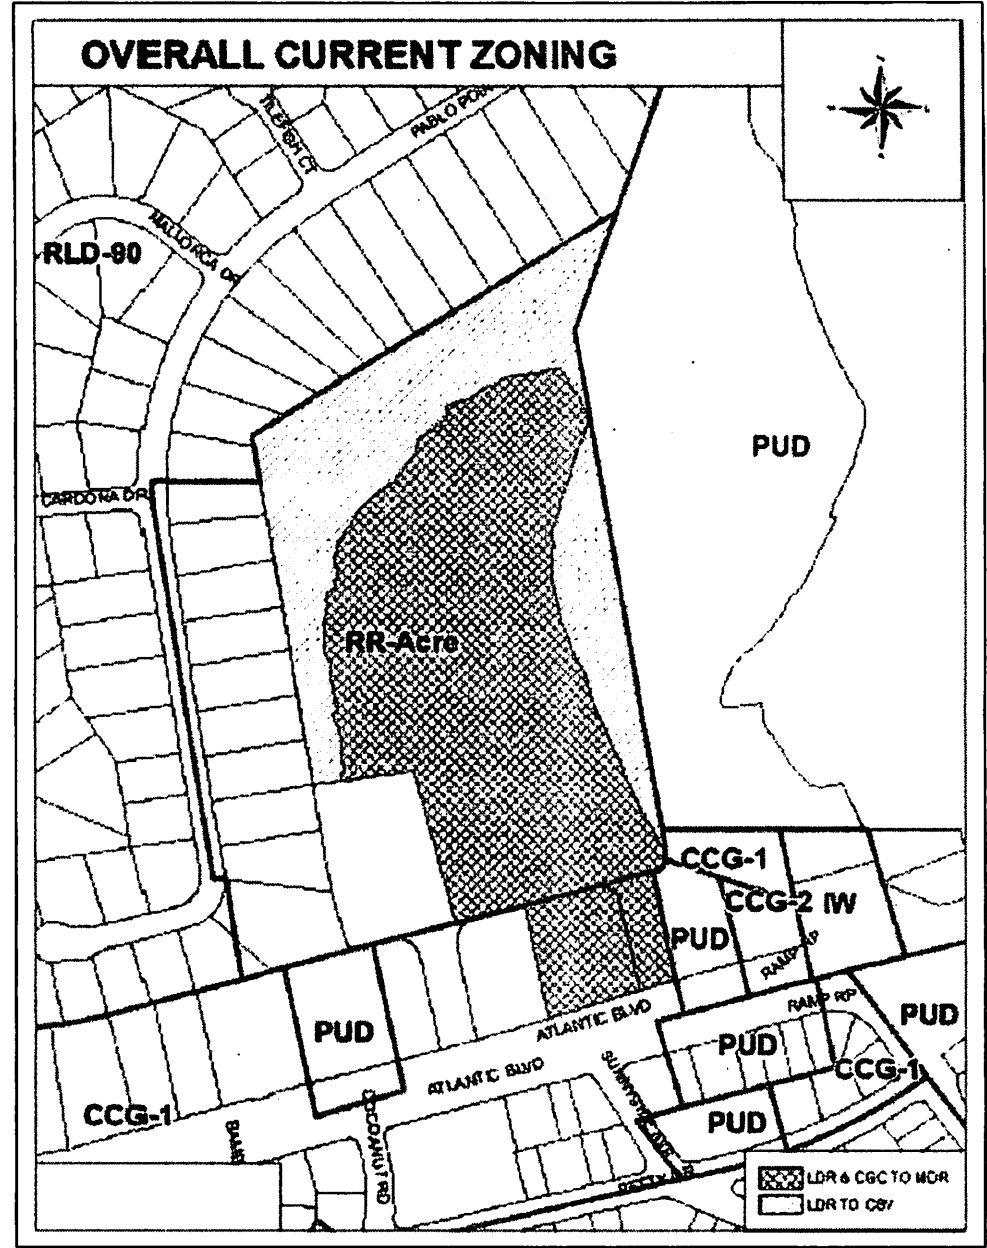 OVERALL CURRENT ZONING
PABLO
MALLORCA DR
RLD-90
PUD
CARDONA DR
RR-Acre
CCG-1
CCG-2 IW
PUD
RAMP RP
RAMP RP
PUD
ATLANTIC BLVD
PUD
PUD
ATLANTIC BLVD
CCG-1
CCG-1
PUD
COCOANUT RD
LDR & CGC TO MDR
LDR TO CSV